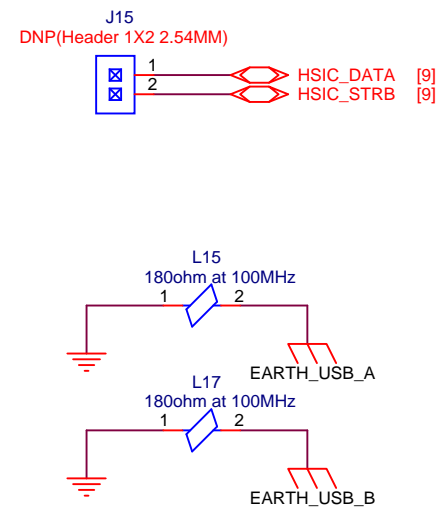 J15
DNP(Header 1X2 2.54MM)
1
HSIC_DATA [9]
2
HSIC_STRB [9]
L15
180ohm at 100MHz
1 2
EARTH_USB_A
L17
180ohm at 100MHz
1 2
EARTH_USB_B